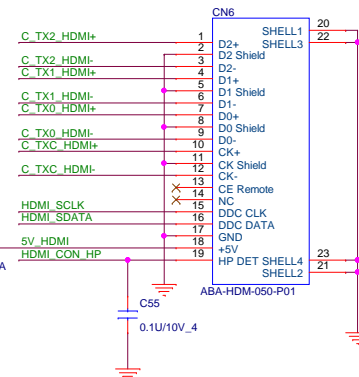 CN6
C_TX2_HDMI+ 1 D2+ SHELL1 20
2 D2 Shield SHELL3 22
C_TX2_HDMI- 3 D2-
C_TX1_HDMI+ 4 D1+
5 D1 Shield
C_TX1_HDMI- 6 D1-
C_TX0_HDMI+ 7 D0+
8 D0 Shield
C_TX0_HDMI- 9 D0-
C_TXC_HDMI+ 10 CK+
11 CK Shield
C_TXC_HDMI- 12 CK-
13 CE Remote
14 NC
HDMI_SCLK 15 DDC CLK
HDMI_SDATA 16 DDC DATA
17 GND
5V_HDMI 18 +5V
HDMI_CON_HP 19 HP DET SHELL4 23
SHELL2 21
A
ABA-HDM-050-P01
C55
0.1U/10V_4